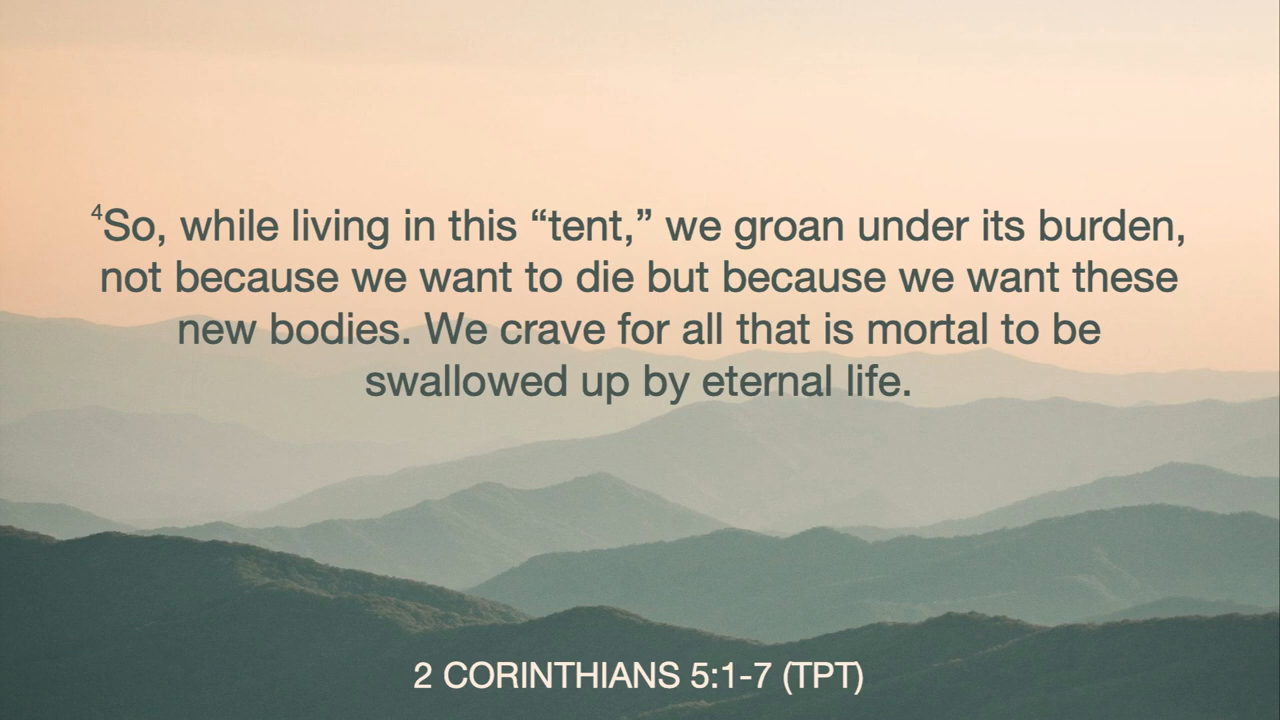 ⁴So, while living in this “tent,” we groan under its burden,
not because we want to die but because we want these
new bodies. We crave for all that is mortal to be
swallowed up by eternal life.
2 CORINTHIANS 5:1-7 (TPT)